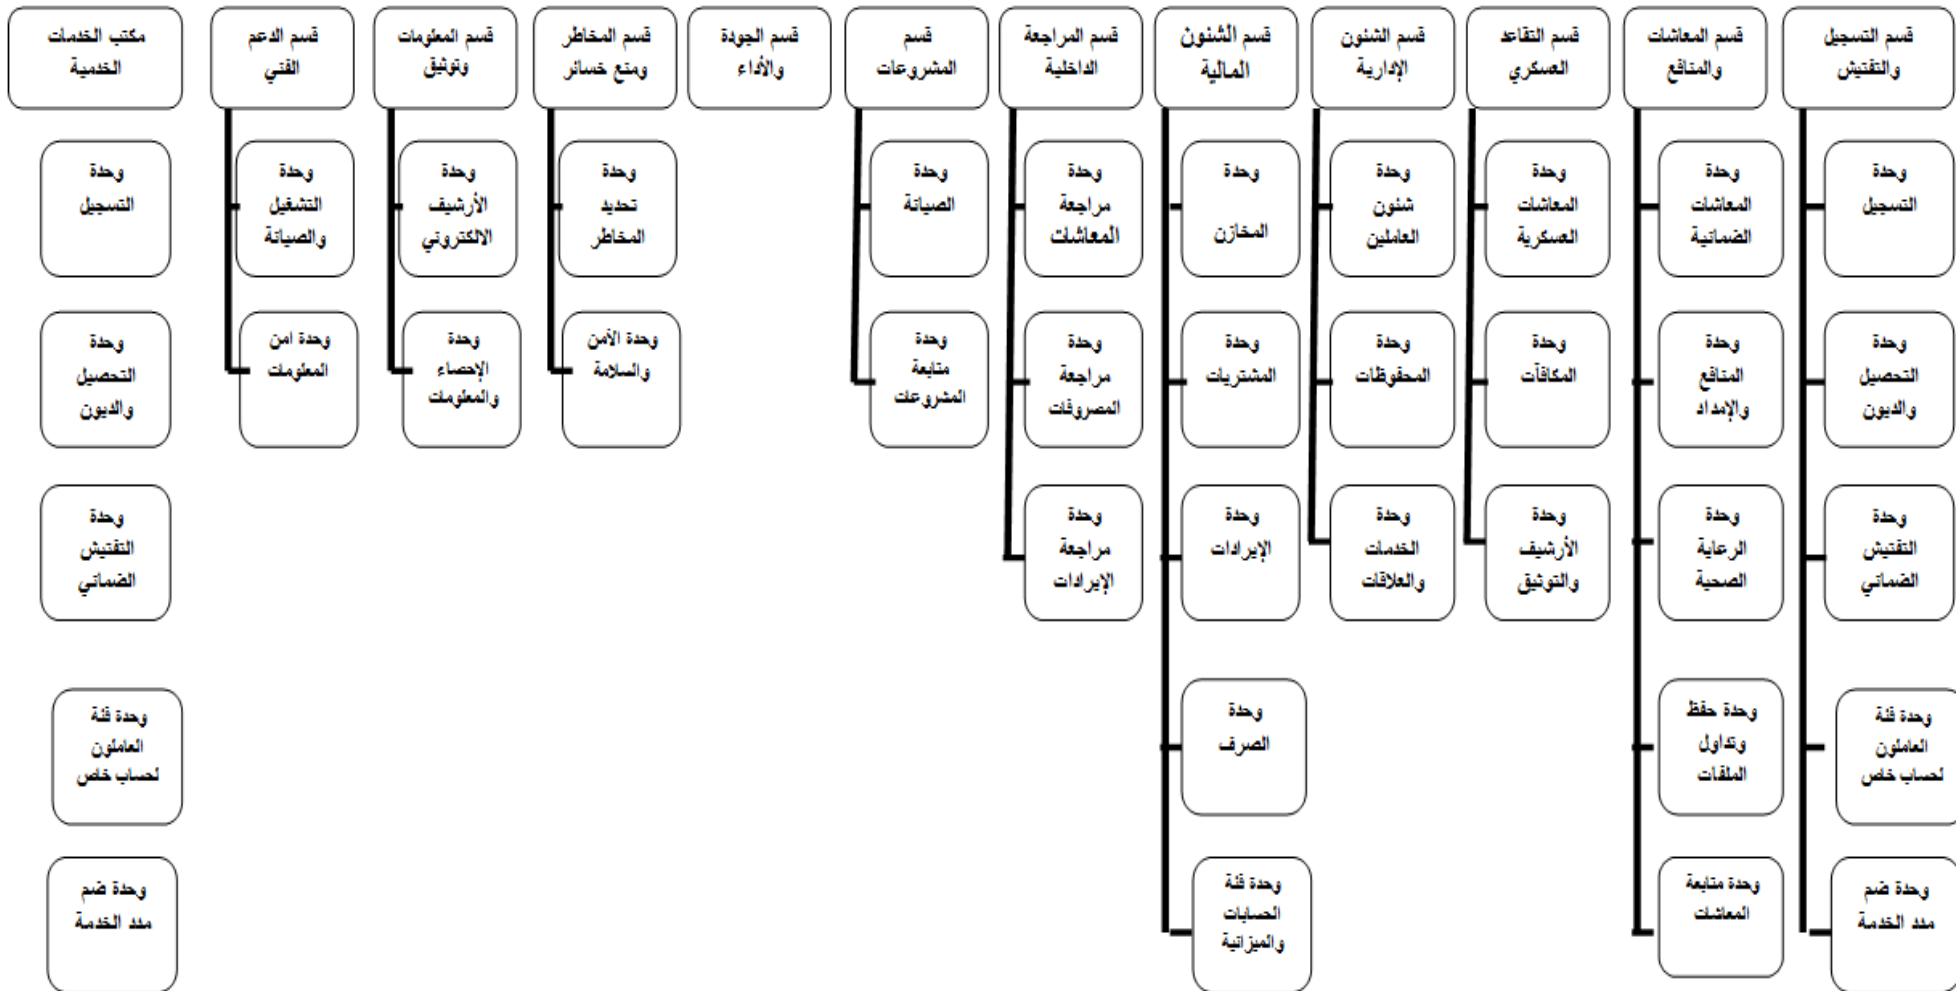 قسم التسجيل
والتفتيش
قسم المعاشات
والمنافع
قسم التقاعد
العسكري
قسم الشئون
الإدارية
قسم الشئون
المالية
قسم المراجعة
الداخلية
قسم
المشروعات
قسم الجودة
والأداء
قسم المخاطر
ومنع خسائر
قسم المعلومات
وتوثيق
قسم الدعم
الفني
مكتب الخدمات
الخدمية
وحدة
التسجيل
وحدة
المعاشات
الضمانية
وحدة
المعاشات
العسكرية
وحدة
شئون
العاملين
وحدة
المخازن
وحدة
مراجعة
المعاشات
وحدة
الصيانة
وحدة
تحديد
المخاطر
وحدة
الأرشيف
الالكتروني
وحدة
التشغيل
والصيانة
وحدة
التسجيل
وحدة
التحصيل
والديون
وحدة
المنافع
والإمداد
وحدة
المكافآت
وحدة
المحفوظات
وحدة
المشتريات
وحدة
مراجعة
المصروفات
وحدة
متابعة
المشروعات
وحدة الأمن
والسلامة
وحدة
الإحصاء
والمعلومات
وحدة امن
المعلومات
وحدة
التحصيل
والديون
وحدة
التفتيش
الضماني
وحدة
الرعاية
الصحية
وحدة
الأرشيف
والتوثيق
وحدة
الخدمات
والعلاقات
وحدة
الإيرادات
وحدة
مراجعة
الإيرادات
وحدة
التفتيش
الضماني
وحدة فئة
العاملون
لحساب خاص
وحدة حفظ
وتداول
الملفات
وحدة
الصرف
وحدة فئة
العاملون
لحساب خاص
وحدة ضم
مدد الخدمة
وحدة متابعة
المعاشات
وحدة فئة
الحسابات
والميزانية
وحدة ضم
مدد الخدمة